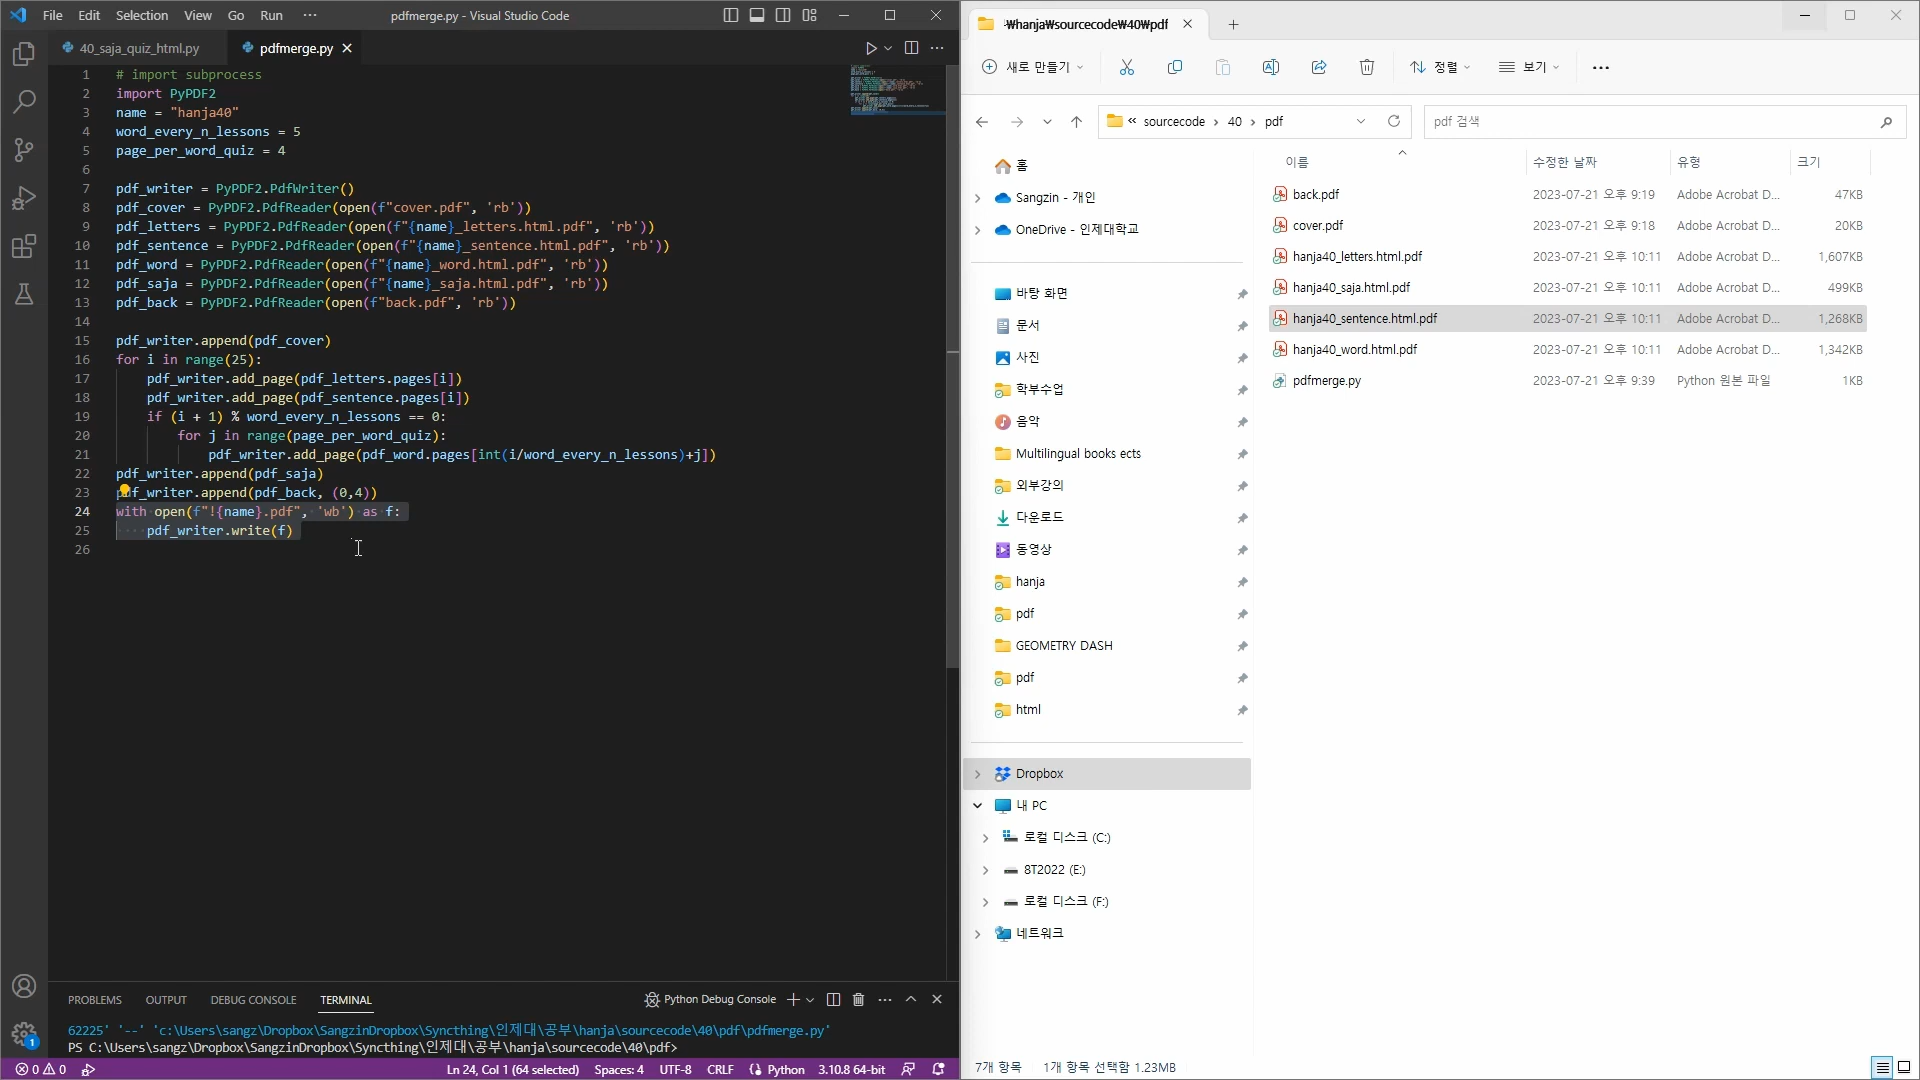 File Edit Selection View Go Run ··· pdfmerge.py - Visual Studio Code
40_saja_quiz_html.py pdfmerge.py
1 # import subprocess
2 import PyPDF2
3 name = "hanja40"
4 word_every_n_lessons = 5
5 page_per_word_quiz = 4
6
7 pdf_writer = PyPDF2.PdfWriter()
8 pdf_cover = PyPDF2.PdfReader(open(f"cover.pdf", 'rb'))
9 pdf_letters = PyPDF2.PdfReader(open(f"{name}_letters.html.pdf", 'rb'))
10 pdf_sentence = PyPDF2.PdfReader(open(f"{name}_sentence.html.pdf", 'rb'))
11 pdf_word = PyPDF2.PdfReader(open(f"{name}_word.html.pdf", 'rb'))
12 pdf_saja = PyPDF2.PdfReader(open(f"{name}_saja.html.pdf", 'rb'))
13 pdf_back = PyPDF2.PdfReader(open(f"back.pdf", 'rb'))
14
15 pdf_writer.append(pdf_cover)
16 for i in range(25):
17 pdf_writer.add_page(pdf_letters.pages[i])
18 pdf_writer.add_page(pdf_sentence.pages[i])
19 if (i + 1) % word_every_n_lessons == 0:
20 for j in range(page_per_word_quiz):
21 pdf_writer.add_page(pdf_word.pages[int(i/word_every_n_lessons)+j])
22 pdf_writer.append(pdf_saja)
23 pdf_writer.append(pdf_back, (0,4))
24 with open(f"!{name}.pdf", 'wb') as f:
25 pdf_writer.write(f)
26
PROBLEMS OUTPUT DEBUG CONSOLE TERMINAL Python Debug Console
62225' '--' 'c:\Users\sangz\Dropbox\SangzinDropbox\Syncthing\인제대\공부\hanja\sourcecode\40\pdf\pdfmerge.py'
PS C:\Users\sangz\Dropbox\SangzinDropbox\Syncthing\인제대\공부\hanja\sourcecode\40\pdf>
1
0 0 Ln 24, Col 1 (64 selected) Spaces: 4 UTF-8 CRLF Python 3.10.8 64-bit
₩hanja₩sourcecode₩40₩pdf
새로 만들기 정렬 보기
« sourcecode › 40 › pdf pdf 검색
이름 수정한 날짜 유형 크기
back.pdf 2023-07-21 오후 9:19 Adobe Acrobat D... 47KB
cover.pdf 2023-07-21 오후 9:18 Adobe Acrobat D... 20KB
hanja40_letters.html.pdf 2023-07-21 오후 10:11 Adobe Acrobat D... 1,607KB
hanja40_saja.html.pdf 2023-07-21 오후 10:11 Adobe Acrobat D... 499KB
hanja40_sentence.html.pdf 2023-07-21 오후 10:11 Adobe Acrobat D... 1,268KB
hanja40_word.html.pdf 2023-07-21 오후 10:11 Adobe Acrobat D... 1,342KB
pdfmerge.py 2023-07-21 오후 9:39 Python 원본 파일 1KB
홈
Sangzin - 개인
OneDrive - 인제대학교
바탕 화면
문서
사진
학부수업
음악
Multilingual books ects
외부강의
다운로드
동영상
hanja
pdf
GEOMETRY DASH
pdf
html
Dropbox
내 PC
로컬 디스크 (C:)
8T2022 (E:)
로컬 디스크 (F:)
네트워크
7개 항목 1개 항목 선택함 1.23MB